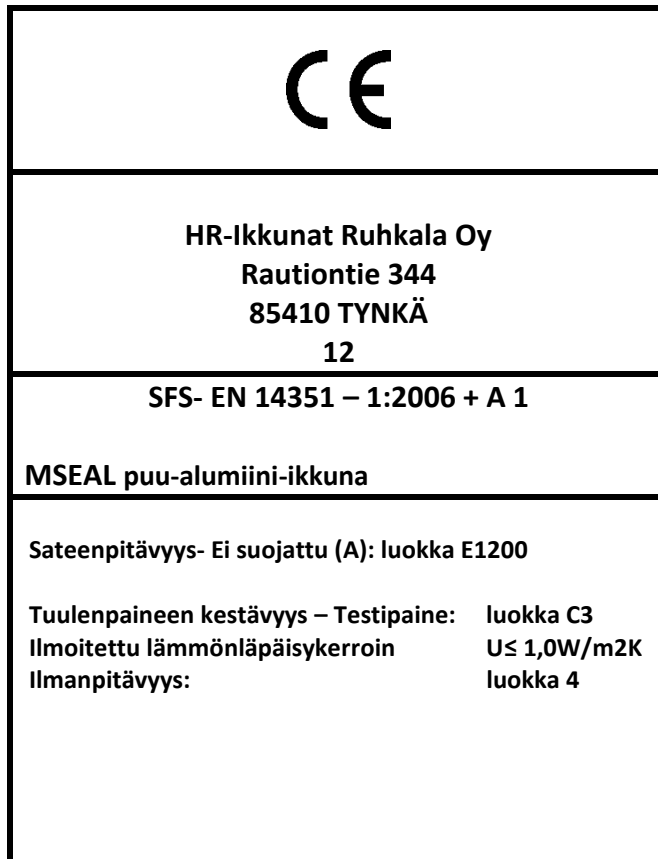 CE
HR-Ikkunat Ruhkala Oy
Rautiontie 344
85410 TYNKÄ
12
SFS- EN 14351 – 1:2006 + A 1
MSEAL puu-alumiini-ikkuna
Sateenpitävyys- Ei suojattu (A): luokka E1200
Tuulenpaineen kestävyys – Testipaine: luokka C3
Ilmoitettu lämmönläpäisykerroin U≤ 1,0W/m2K
Ilmanpitävyys: luokka 4